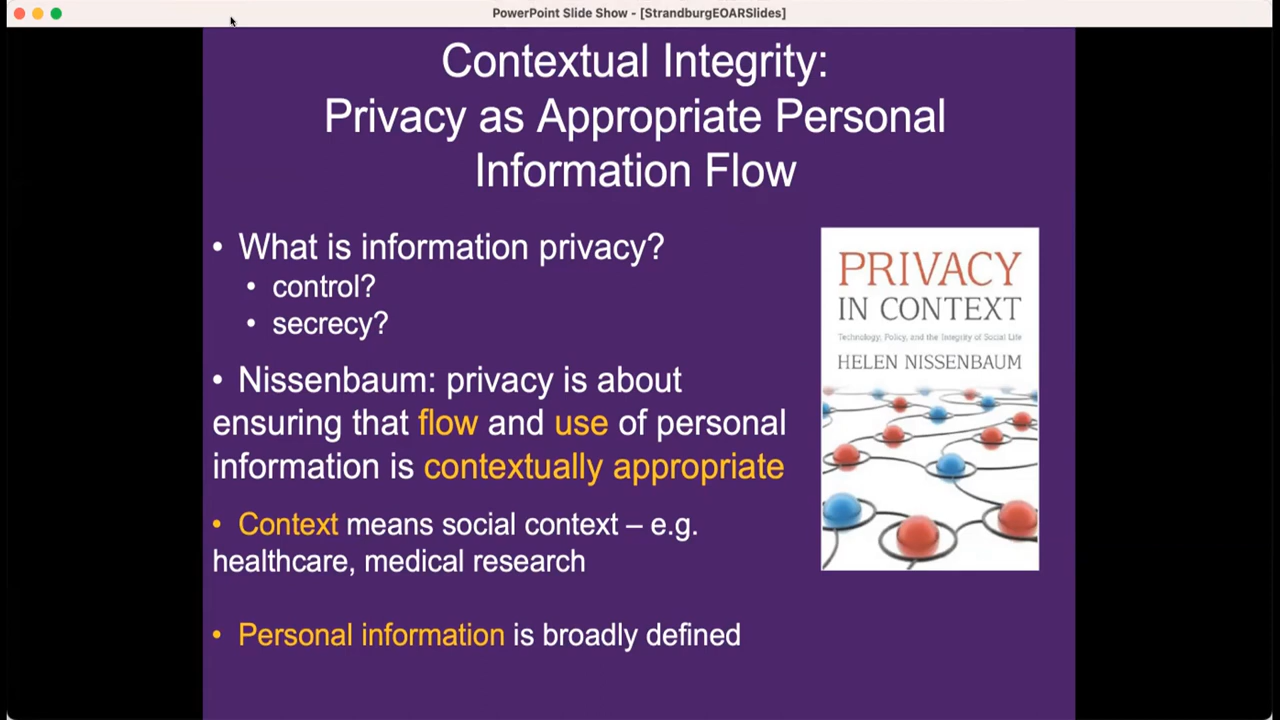 PowerPoint Slide Show - [StrandburgEOARSlides]
Contextual Integrity:
Privacy as Appropriate Personal
Information Flow
• What is information privacy?
• control?
• secrecy?
• Nissenbaum: privacy is about
ensuring that flow and use of personal
information is contextually appropriate
• Context means social context – e.g.
healthcare, medical research
• Personal information is broadly defined
PRIVACY
IN CONTEXT
Technology, Policy, and the Integrity of Social Life
HELEN NISSENBAUM